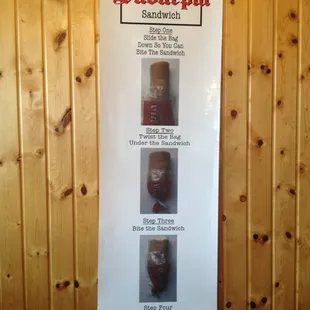 Sandwich
Step One
Slide the Bag
Down So You Can
Bite The Sandwich
Step Two
Twist the Bag
Under the Sandwich
Step Three
Bite the Sandwich
Step Four